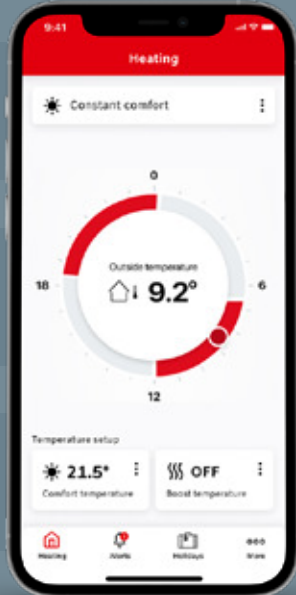 9:41
Heating
Constant comfort
0
Outside temperature
9.2°
18
6
12
Temperature setup
21.5°
OFF
Comfort temperature
Boost temperature
Heating
Alerts
Holidays
More